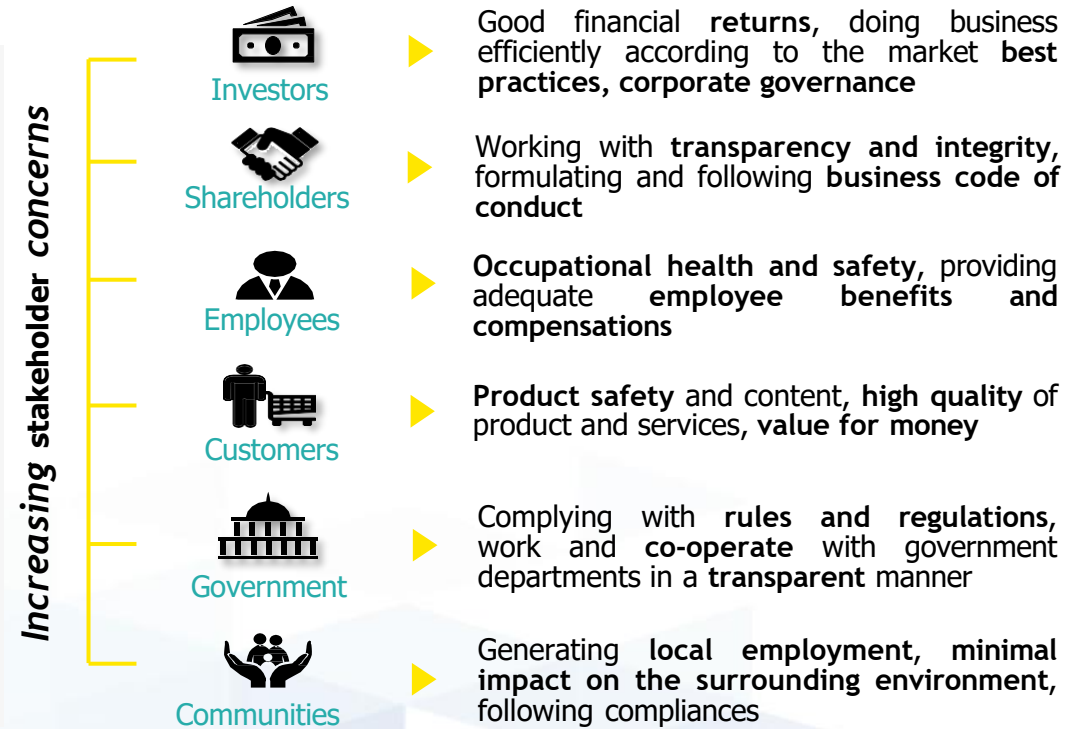 Increasing stakeholder concerns
Investors
Good financial returns, doing business
efficiently according to the market best
practices, corporate governance
Shareholders
Working with transparency and integrity,
formulating and following business code of
conduct
Employees
Occupational health and safety, providing
adequate employee benefits and
compensations
Customers
Product safety and content, high quality of
product and services, value for money
Government
Complying with rules and regulations,
work and co-operate with government
departments in a transparent manner
Communities
Generating local employment, minimal
impact on the surrounding environment,
following compliances